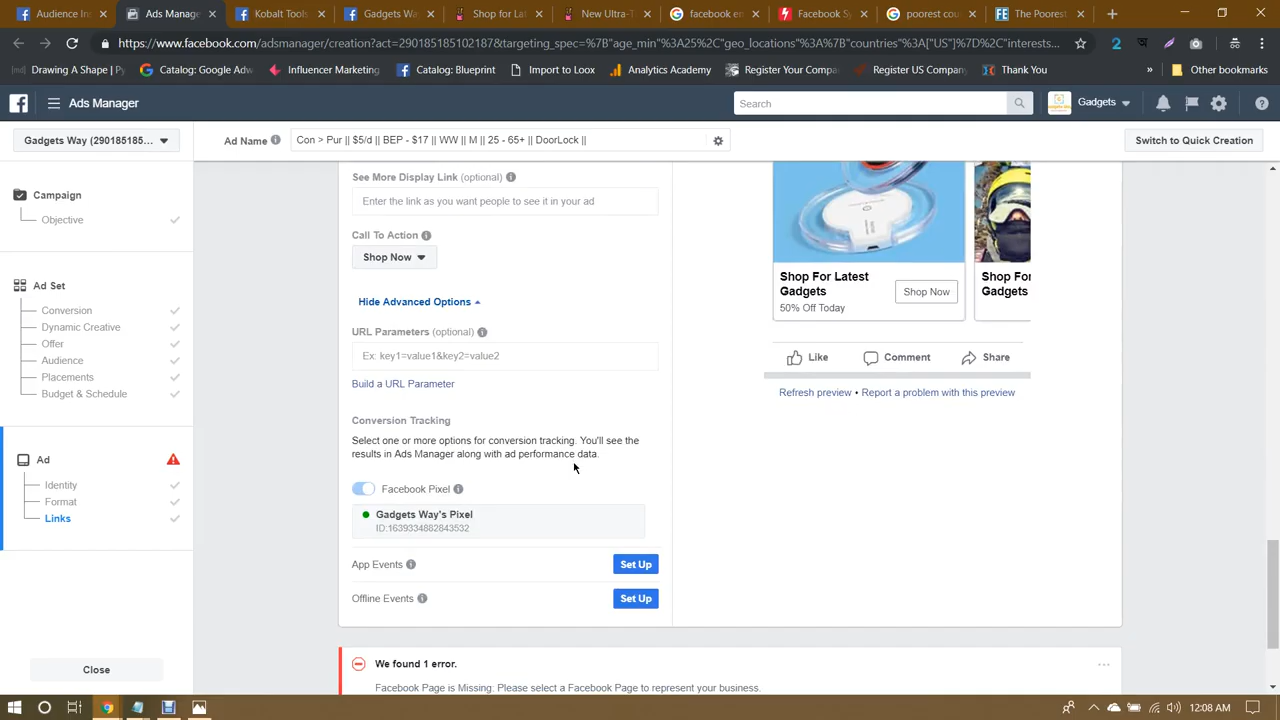 Audience Ins
Ads Manage
Kobalt Tools
Gadgets Wa
Shop for Lat
New Ultra-T
facebook em
Facebook Sy
poorest cou
The Poorest
https://www.facebook.com/adsmanager/creation?act=290185185102187&targeting_spec=%7B"age_min"%3A25%2C"geo_locations"%3A%7B"countries"%3A["US"]%7D%2C"interests...
Drawing A Shape | Py
Catalog: Google Adw
Influencer Marketing
Catalog: Blueprint
Import to Loox
Analytics Academy
Register Your Compa
Register US Company
Thank You
»
Other bookmarks
Ads Manager
Search
Gadgets
Gadgets Way (290185185...
Ad Name
Con > Pur || $5/d || BEP - $17 || WW || M || 25 - 65+ || DoorLock ||
Switch to Quick Creation
Campaign
Objective
Ad Set
Conversion
Dynamic Creative
Offer
Audience
Placements
Budget & Schedule
Ad
Identity
Format
Links
Close
See More Display Link (optional)
Enter the link as you want people to see it in your ad
Call To Action
Shop Now
Hide Advanced Options
URL Parameters (optional)
Ex: key1=value1&key2=value2
Build a URL Parameter
Conversion Tracking
Select one or more options for conversion tracking. You'll see the
results in Ads Manager along with ad performance data.
Facebook Pixel
Gadgets Way's Pixel
ID:1639334882843532
App Events
Set Up
Offline Events
Set Up
Shop For Latest
Gadgets
50% Off Today
Shop Now
Shop For
Gadgets
Like
Comment
Share
Refresh preview • Report a problem with this preview
We found 1 error.
Facebook Page is Missing: Please select a Facebook Page to represent your business.
12:08 AM